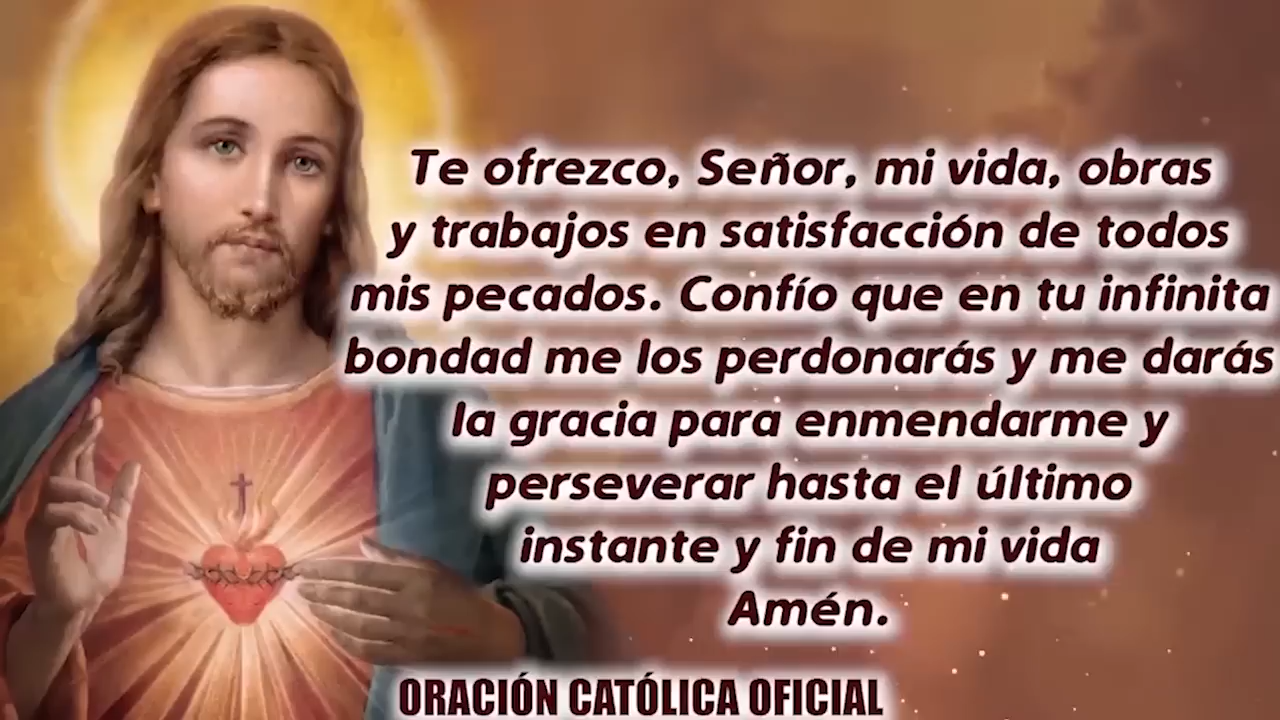 Te ofrezco, Señor, mi vida, obras
y trabajos en satisfacción de todos
mis pecados. Confío que en tu infinita
bondad me los perdonarás y me darás
la gracia para enmendarme y
perseverar hasta el último
instante y fin de mi vida
Amén.
ORACIÓN CATÓLICA OFICIAL